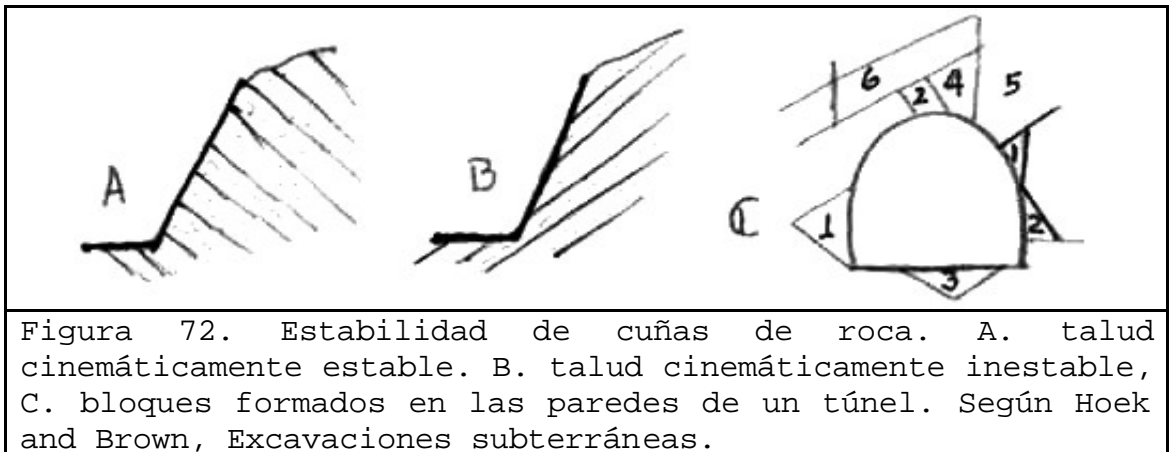 A
B
C
6
2
4
5
1
1
2
3
Figura 72. Estabilidad de cuñas de roca. A. talud
cinemáticamente estable. B. talud cinemáticamente inestable,
C. bloques formados en las paredes de un túnel. Según Hoek
and Brown, Excavaciones subterráneas.